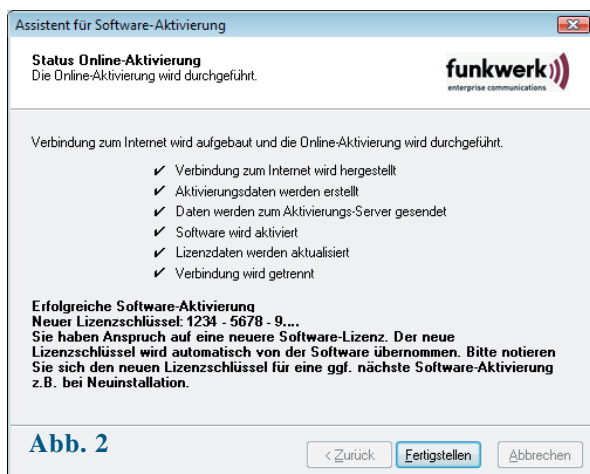 Assistent für Software-Aktivierung
Status Online-Aktivierung
Die Online-Aktivierung wird durchgeführt.
funkwerk
enterprise communications
Verbindung zum Internet wird aufgebaut und die Online-Aktivierung wird durchgeführt.
✔ Verbindung zum Internet wird hergestellt
✔ Aktivierungsdaten werden erstellt
✔ Daten werden zum Aktivierungs-Server gesendet
✔ Software wird aktiviert
✔ Lizenzdaten werden aktualisiert
✔ Verbindung wird getrennt
Erfolgreiche Software-Aktivierung
Neuer Lizenzschlüssel: 1234 - 5678 - 9....
Sie haben Anspruch auf eine neuere Software-Lizenz. Der neue
Lizenzschlüssel wird automatisch von der Software übernommen. Bitte notieren
Sie sich den neuen Lizenzschlüssel für eine ggf. nächste Software-Aktivierung
z.B. bei Neuinstallation.
Abb. 2
< Zurück
Fertigstellen
Abbrechen